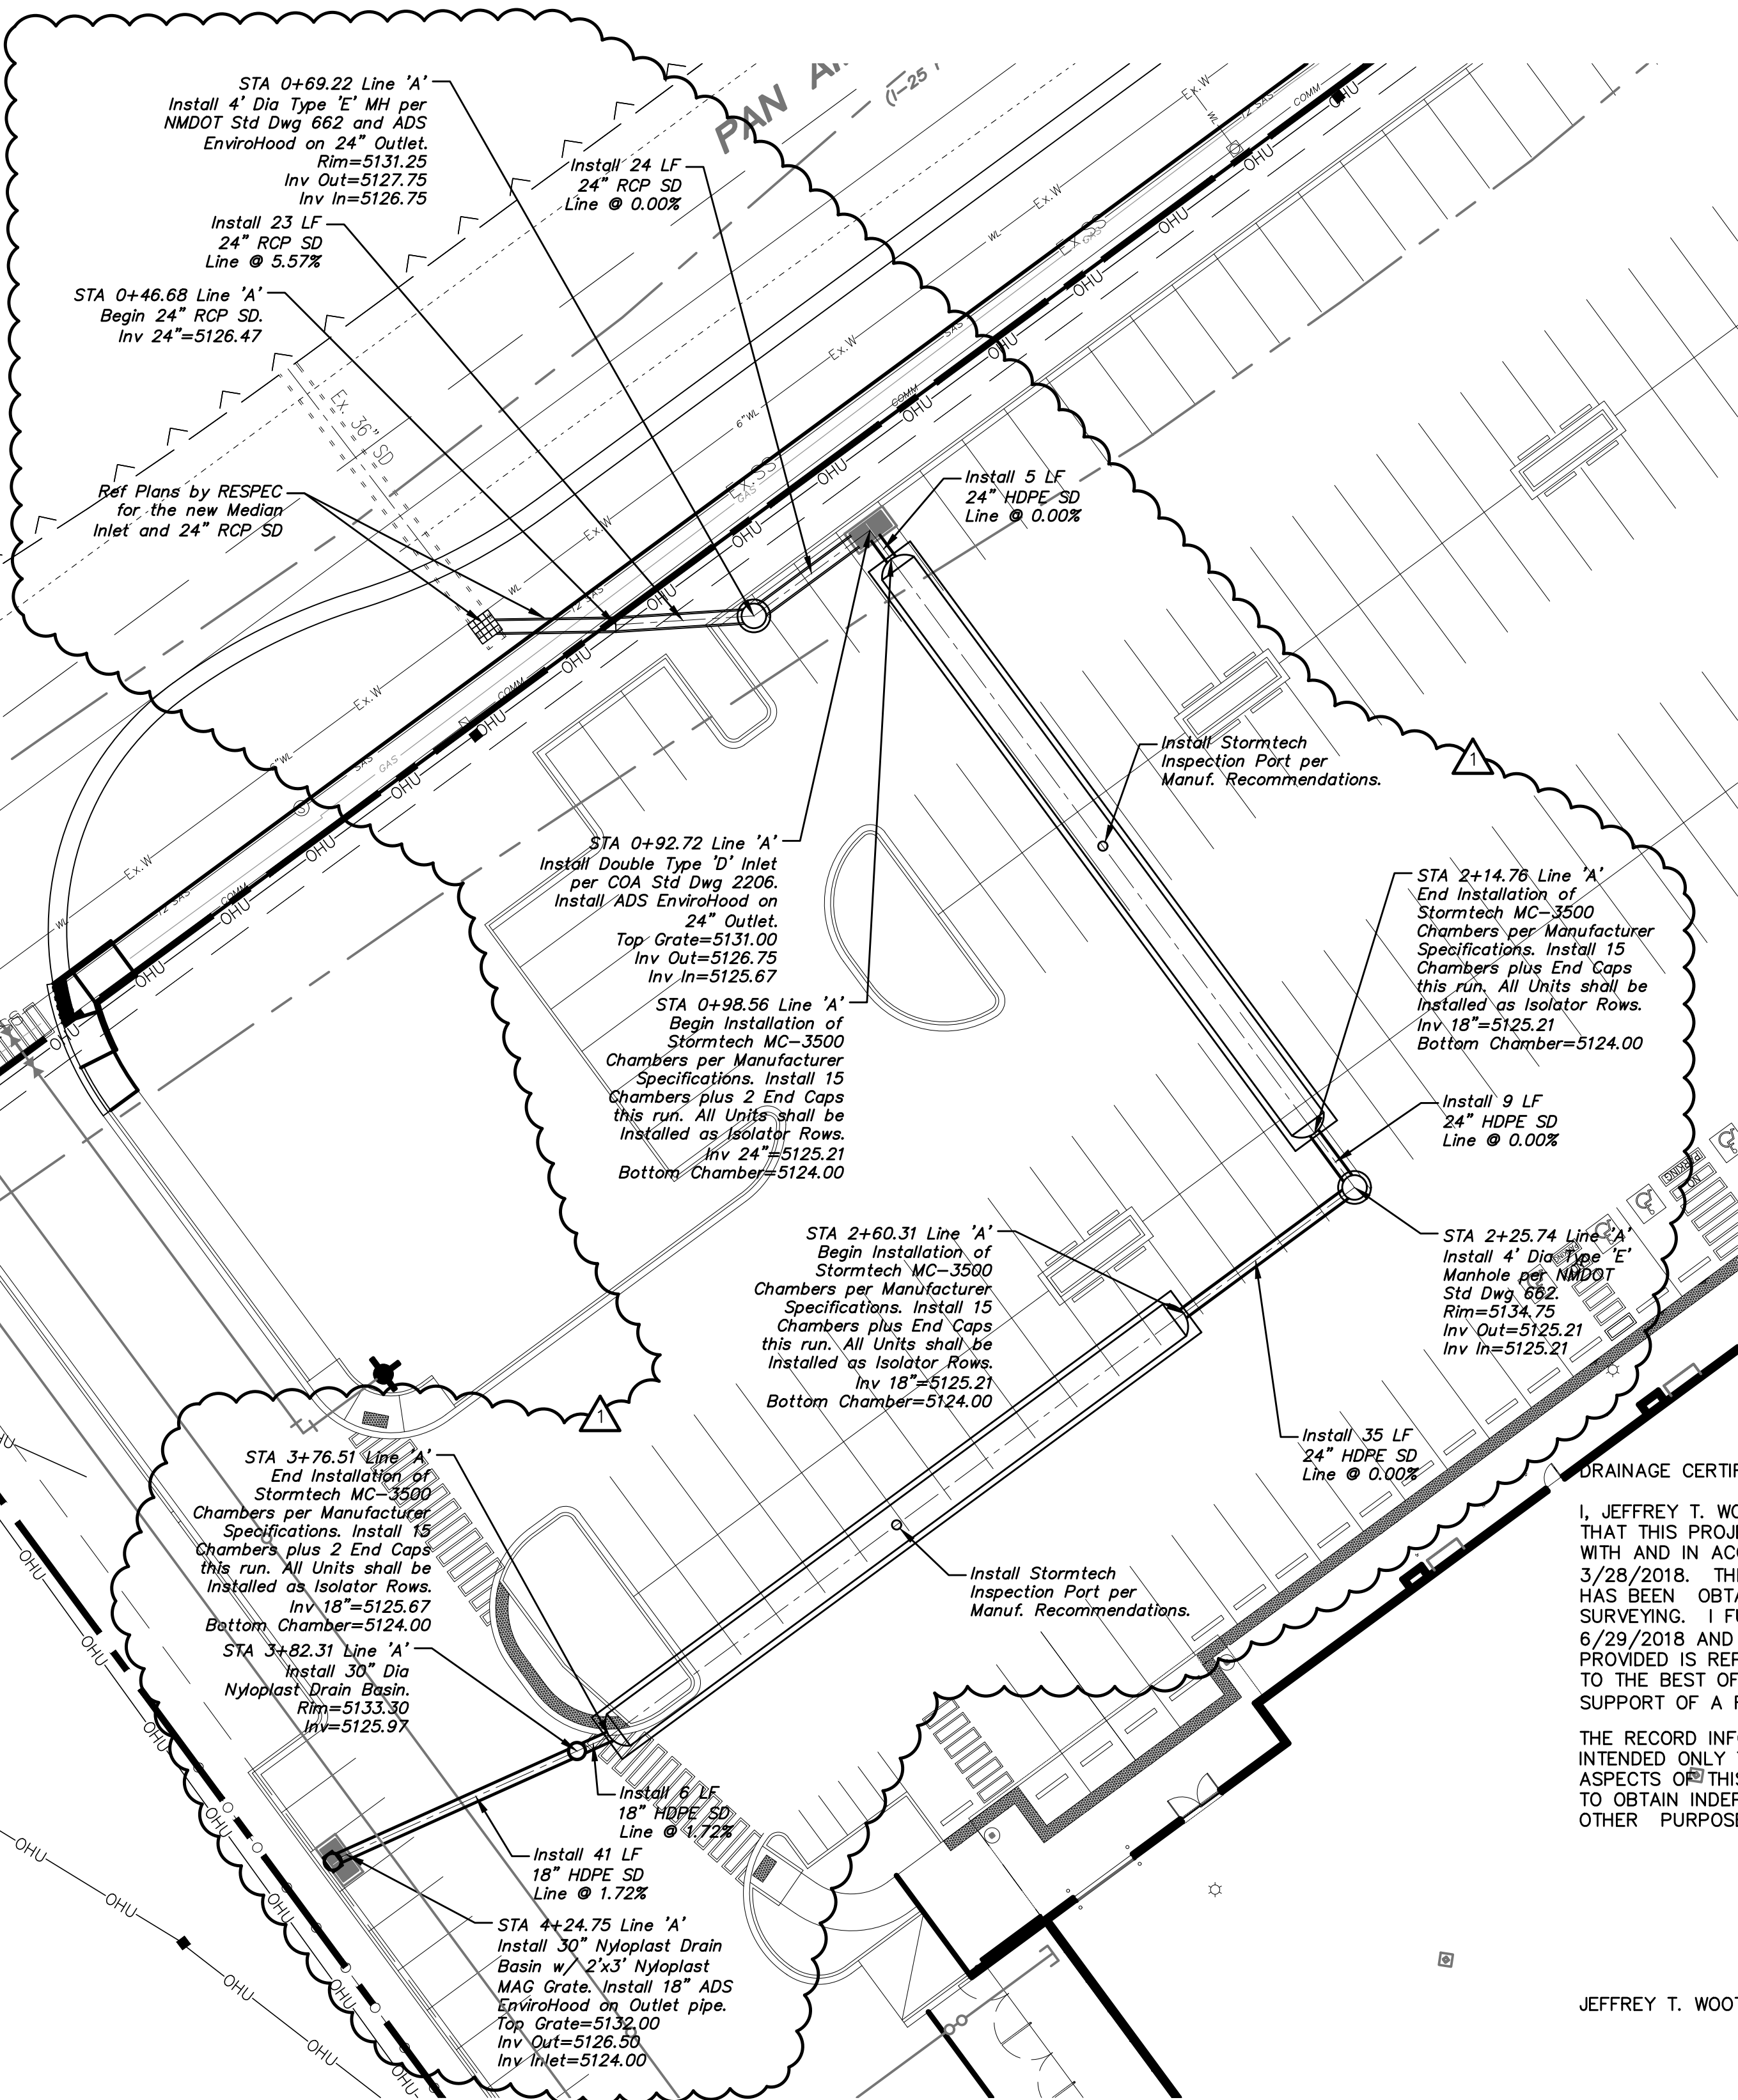 STA 0+69.22 Line 'A'
Install 4' Dia Type 'E' MH per
NMDOT Std Dwg 662 and ADS
EnviroHood on 24" Outlet.
Rim=5131.25
Inv Out=5127.75
Inv In=5126.75
Install 23 LF
24" RCP SD
Line @ 5.57%
STA 0+46.68 Line 'A'
Begin 24" RCP SD.
Inv 24"=5126.47
Install 24 LF
24" RCP SD
Line @ 0.00%
PAN
(I-25
Ex. 36" SD
Ref Plans by RESPEC
for the new Median
Inlet and 24" RCP SD
Install 5 LF
24" HDPE SD
Line @ 0.00%
Install Stormtech
Inspection Port per
Manuf. Recommendations.
1
STA 0+92.72 Line 'A'
Install Double Type 'D' Inlet
per COA Std Dwg 2206.
Install ADS EnviroHood on
24" Outlet.
Top Grate=5131.00
Inv Out=5126.75
Inv In=5125.67
STA 0+98.56 Line 'A'
Begin Installation of
Stormtech MC-3500
Chambers per Manufacturer
Specifications. Install 15
Chambers plus 2 End Caps
this run. All Units shall be
Installed as Isolator Rows.
Inv 24"=5125.21
Bottom Chamber=5124.00
STA 2+14.76 Line 'A'
End Installation of
Stormtech MC-3500
Chambers per Manufacturer
Specifications. Install 15
Chambers plus End Caps
this run. All Units shall be
Installed as Isolator Rows.
Inv 18"=5125.21
Bottom Chamber=5124.00
Install 9 LF
24" HDPE SD
Line @ 0.00%
STA 2+25.74 Line 'A'
Install 4' Dia Type 'E'
Manhole per NMDOT
Std Dwg 662.
Rim=5134.75
Inv Out=5125.21
Inv In=5125.21
NO
PARKING
STA 2+60.31 Line 'A'
Begin Installation of
Stormtech MC-3500
Chambers per Manufacturer
Specifications. Install 15
Chambers plus End Caps
this run. All Units shall be
Installed as Isolator Rows.
Inv 18"=5125.21
Bottom Chamber=5124.00
Install 35 LF
24" HDPE SD
Line @ 0.00%
1
STA 3+76.51 Line 'A'
End Installation of
Stormtech MC-3500
Chambers per Manufacturer
Specifications. Install 15
Chambers plus 2 End Caps
this run. All Units shall be
Installed as Isolator Rows.
Inv 18"=5125.67
Bottom Chamber=5124.00
STA 3+82.31 Line 'A'
Install 30" Dia
Nyloplast Drain Basin.
Rim=5133.30
Inv=5125.97
Install Stormtech
Inspection Port per
Manuf. Recommendations.
Install 6 LF
18" HDPE SD
Line @ 1.72%
Install 41 LF
18" HDPE SD
Line @ 1.72%
STA 4+24.75 Line 'A'
Install 30" Nyloplast Drain
Basin w/ 2'x3' Nyloplast
MAG Grate. Install 18" ADS
EnviroHood on Outlet pipe.
Top Grate=5132.00
Inv Out=5126.50
Inv Inlet=5124.00
DRAINAGE CERTIF
I, JEFFREY T. WO
THAT THIS PROJE
WITH AND IN ACC
3/28/2018. THE
HAS BEEN OBTA
SURVEYING. I FU
6/29/2018 AND
PROVIDED IS REP
TO THE BEST OF
SUPPORT OF A F
THE RECORD INFO
INTENDED ONLY T
ASPECTS OF THIS
TO OBTAIN INDEP
OTHER PURPOSE
JEFFREY T. WOOT
Ex.W
WL
12 SAS
COMM
OHU
Ex.SS
GAS
6"WL
SAS